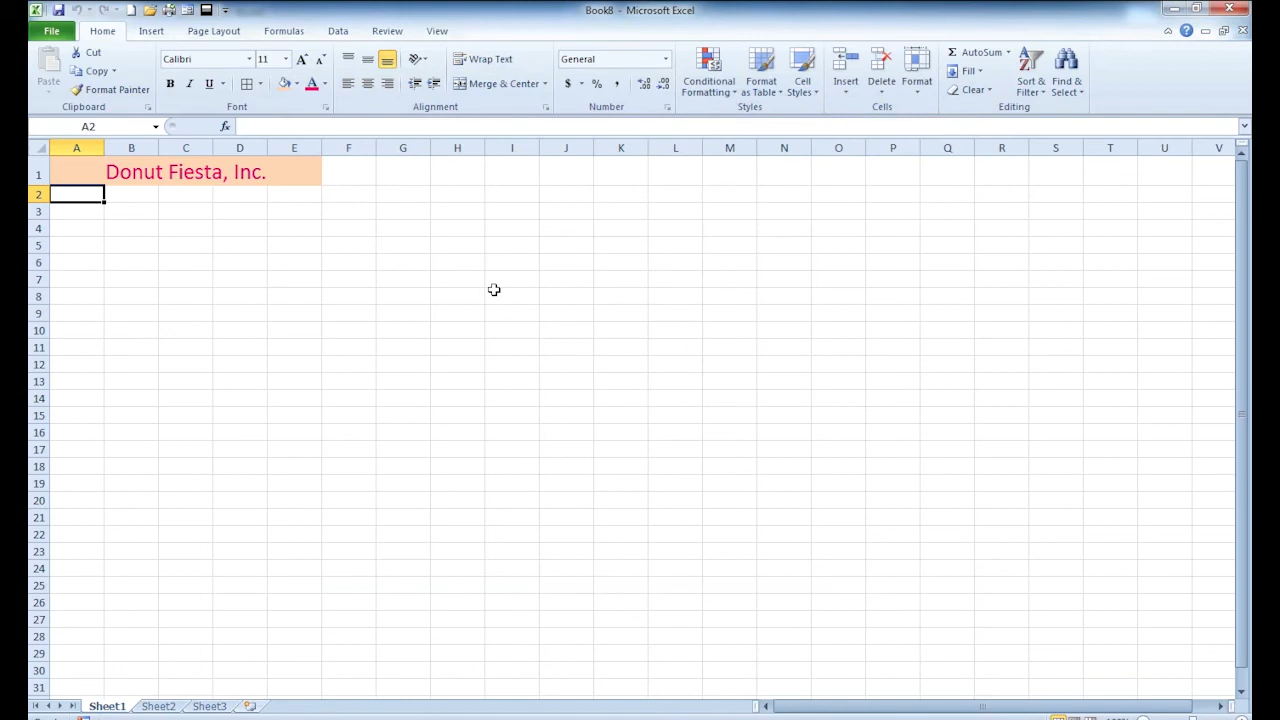 Book8 - Microsoft Excel
File Home Insert Page Layout Formulas Data Review View
Paste
Cut
Copy
Format Painter
Clipboard
Calibri 11
B I U A
Font
Wrap Text
Merge & Center
Alignment
General
$ % ,
Number
Conditional Formatting
Format as Table
Cell Styles
Styles
Insert
Delete
Format
Cells
Σ AutoSum
Fill
Clear
Sort & Filter
Find & Select
Editing
A2 fx
A B C D E F G H I J K L M N O P Q R S T U V
1 Donut Fiesta, Inc.
2
3
4
5
6
7
8
9
10
11
12
13
14
15
16
17
18
19
20
21
22
23
24
25
26
27
28
29
30
31
Sheet1 Sheet2 Sheet3